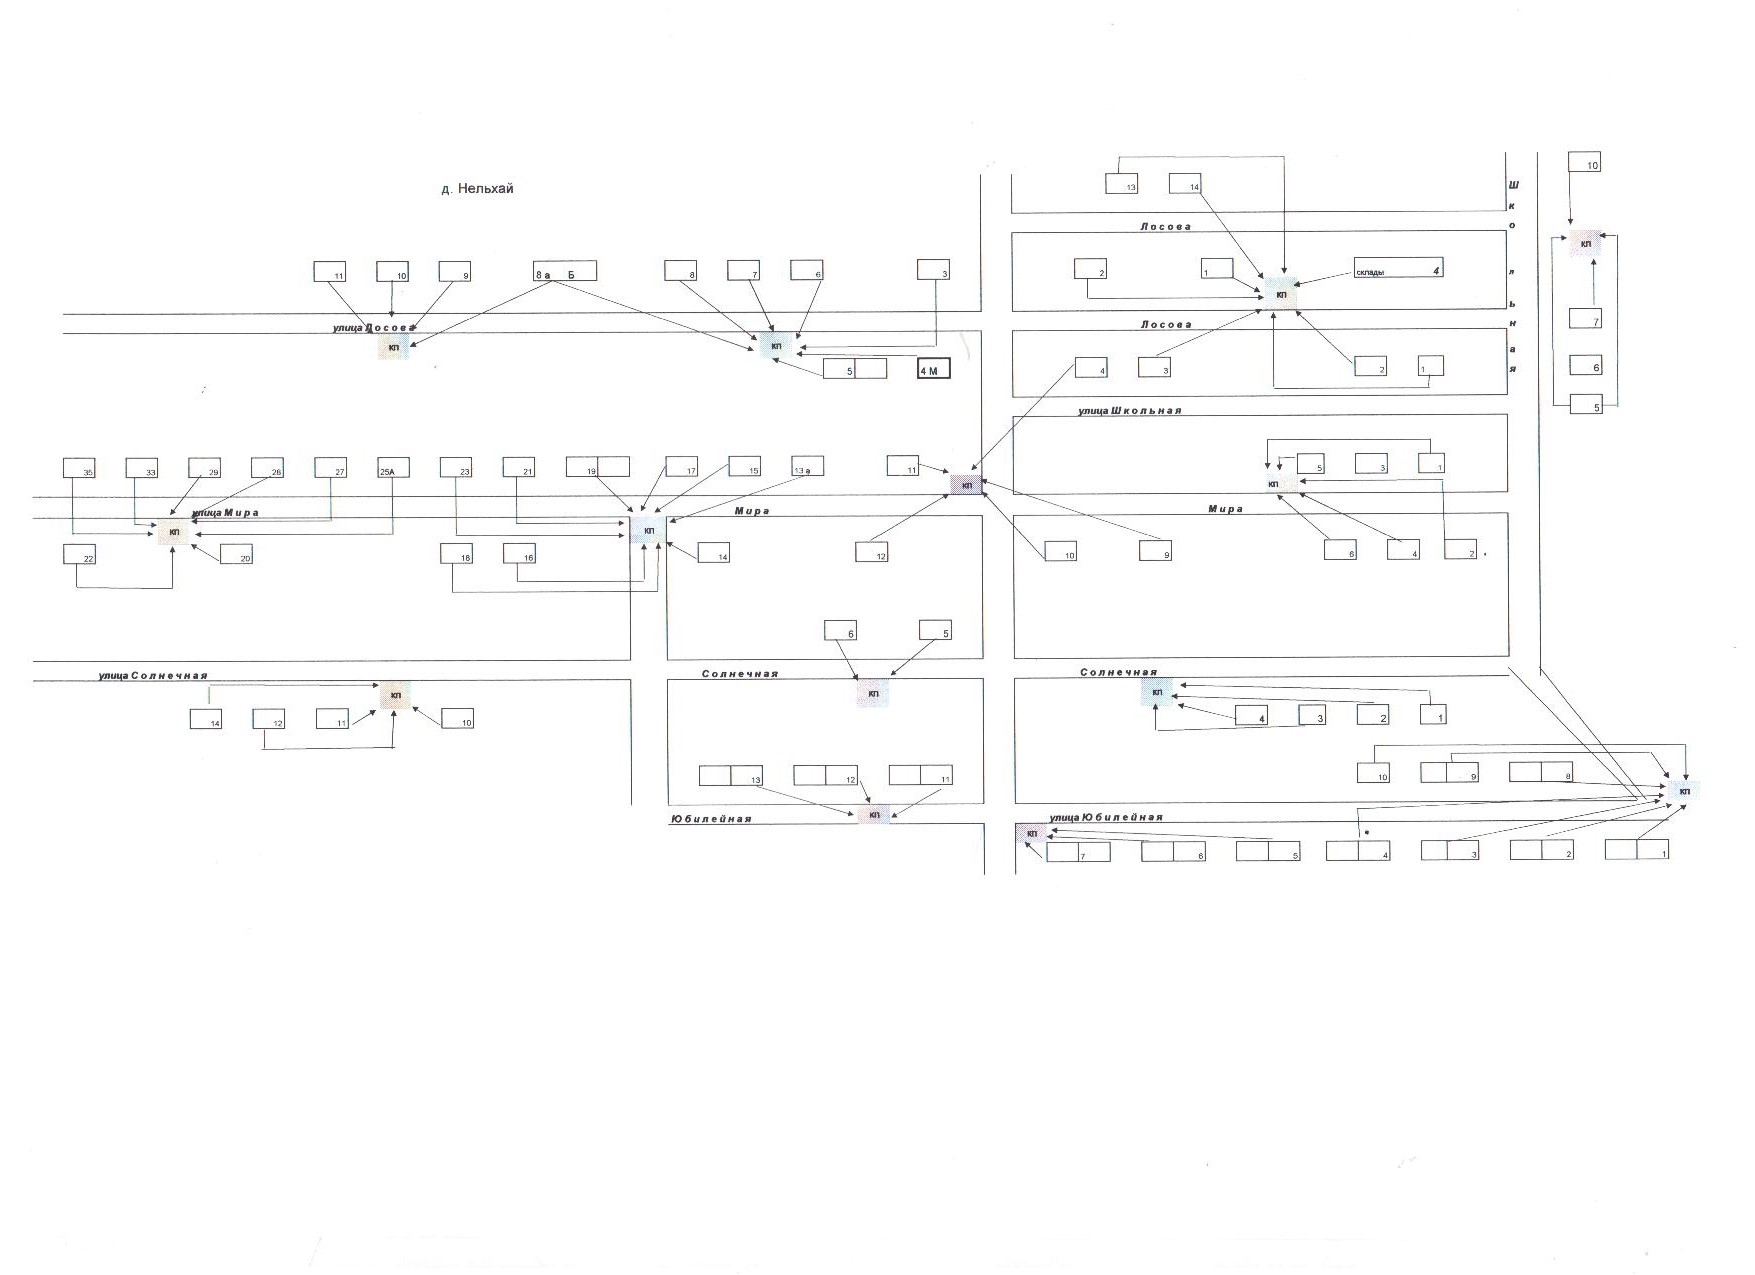 д. Нельхай
10
13 14
Школьная
Лосова
кп
11 10 9 8 а Б 8 7 6 3
2 1 склады 4
кп
7
Лосова
улица Лосова
кп кп
5 4 М
4 3 2 1
6
5
улица Школьная
35 33 29 28 27 25А 23 21 19 17 15 13 а 11
5 3 1
кп кп
улица Мира Мира Мира
кп кп
22 20 18 16 14 12 10 9 6 4 2
6 5
улица Солнечная Солнечная Солнечная
кп кп кп
14 12 11 10
4 3 2 1
13 12 11
10 9 8
кп
кп
Юбилейная улица Юбилейная
кп
7 6 5 4 3 2 1